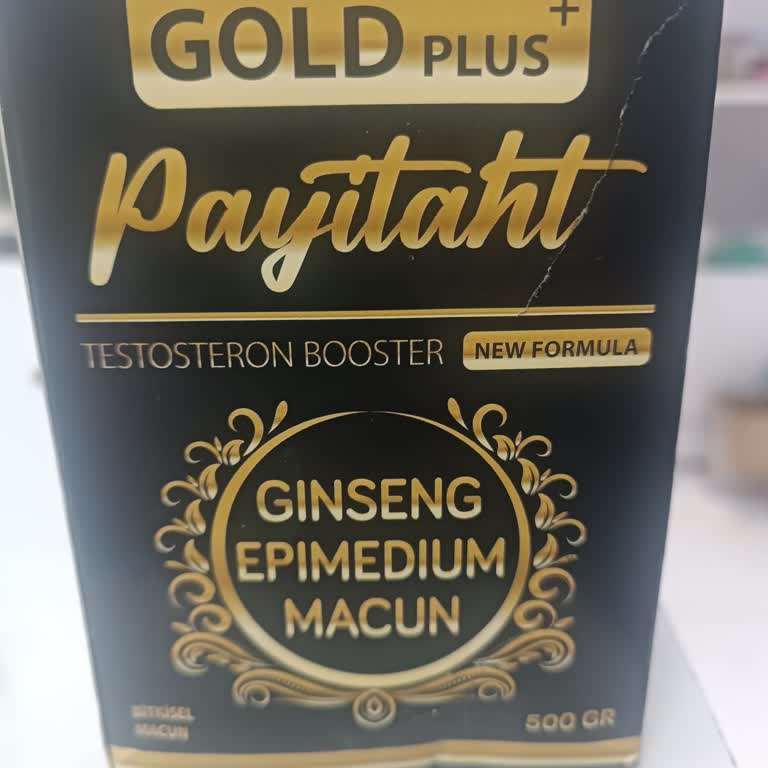 GOLD PLUS+
Payitaht
TESTOSTERON BOOSTER NEW FORMULA
GINSENG
EPIMEDIUM
MACUN
BİTKİSEL
MACUN
500 GR